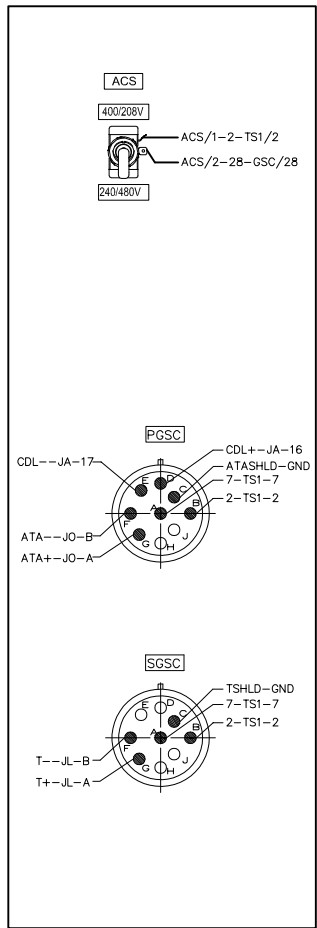 ACS
400/208V
ACS/1-2-TS1/2
ACS/2-28-GSC/28
240/480V
PGSC
CDL+-JA-16
CDL--JA-17
ATASHLD-GND
7-TS1-7
2-TS1-2
E
D
C
A
B
F
G
H
J
ATA--JO-B
ATA+-JO-A
SGSC
TSHLD-GND
7-TS1-7
2-TS1-2
E
D
C
A
B
F
G
H
J
T--JL-B
T+-JL-A